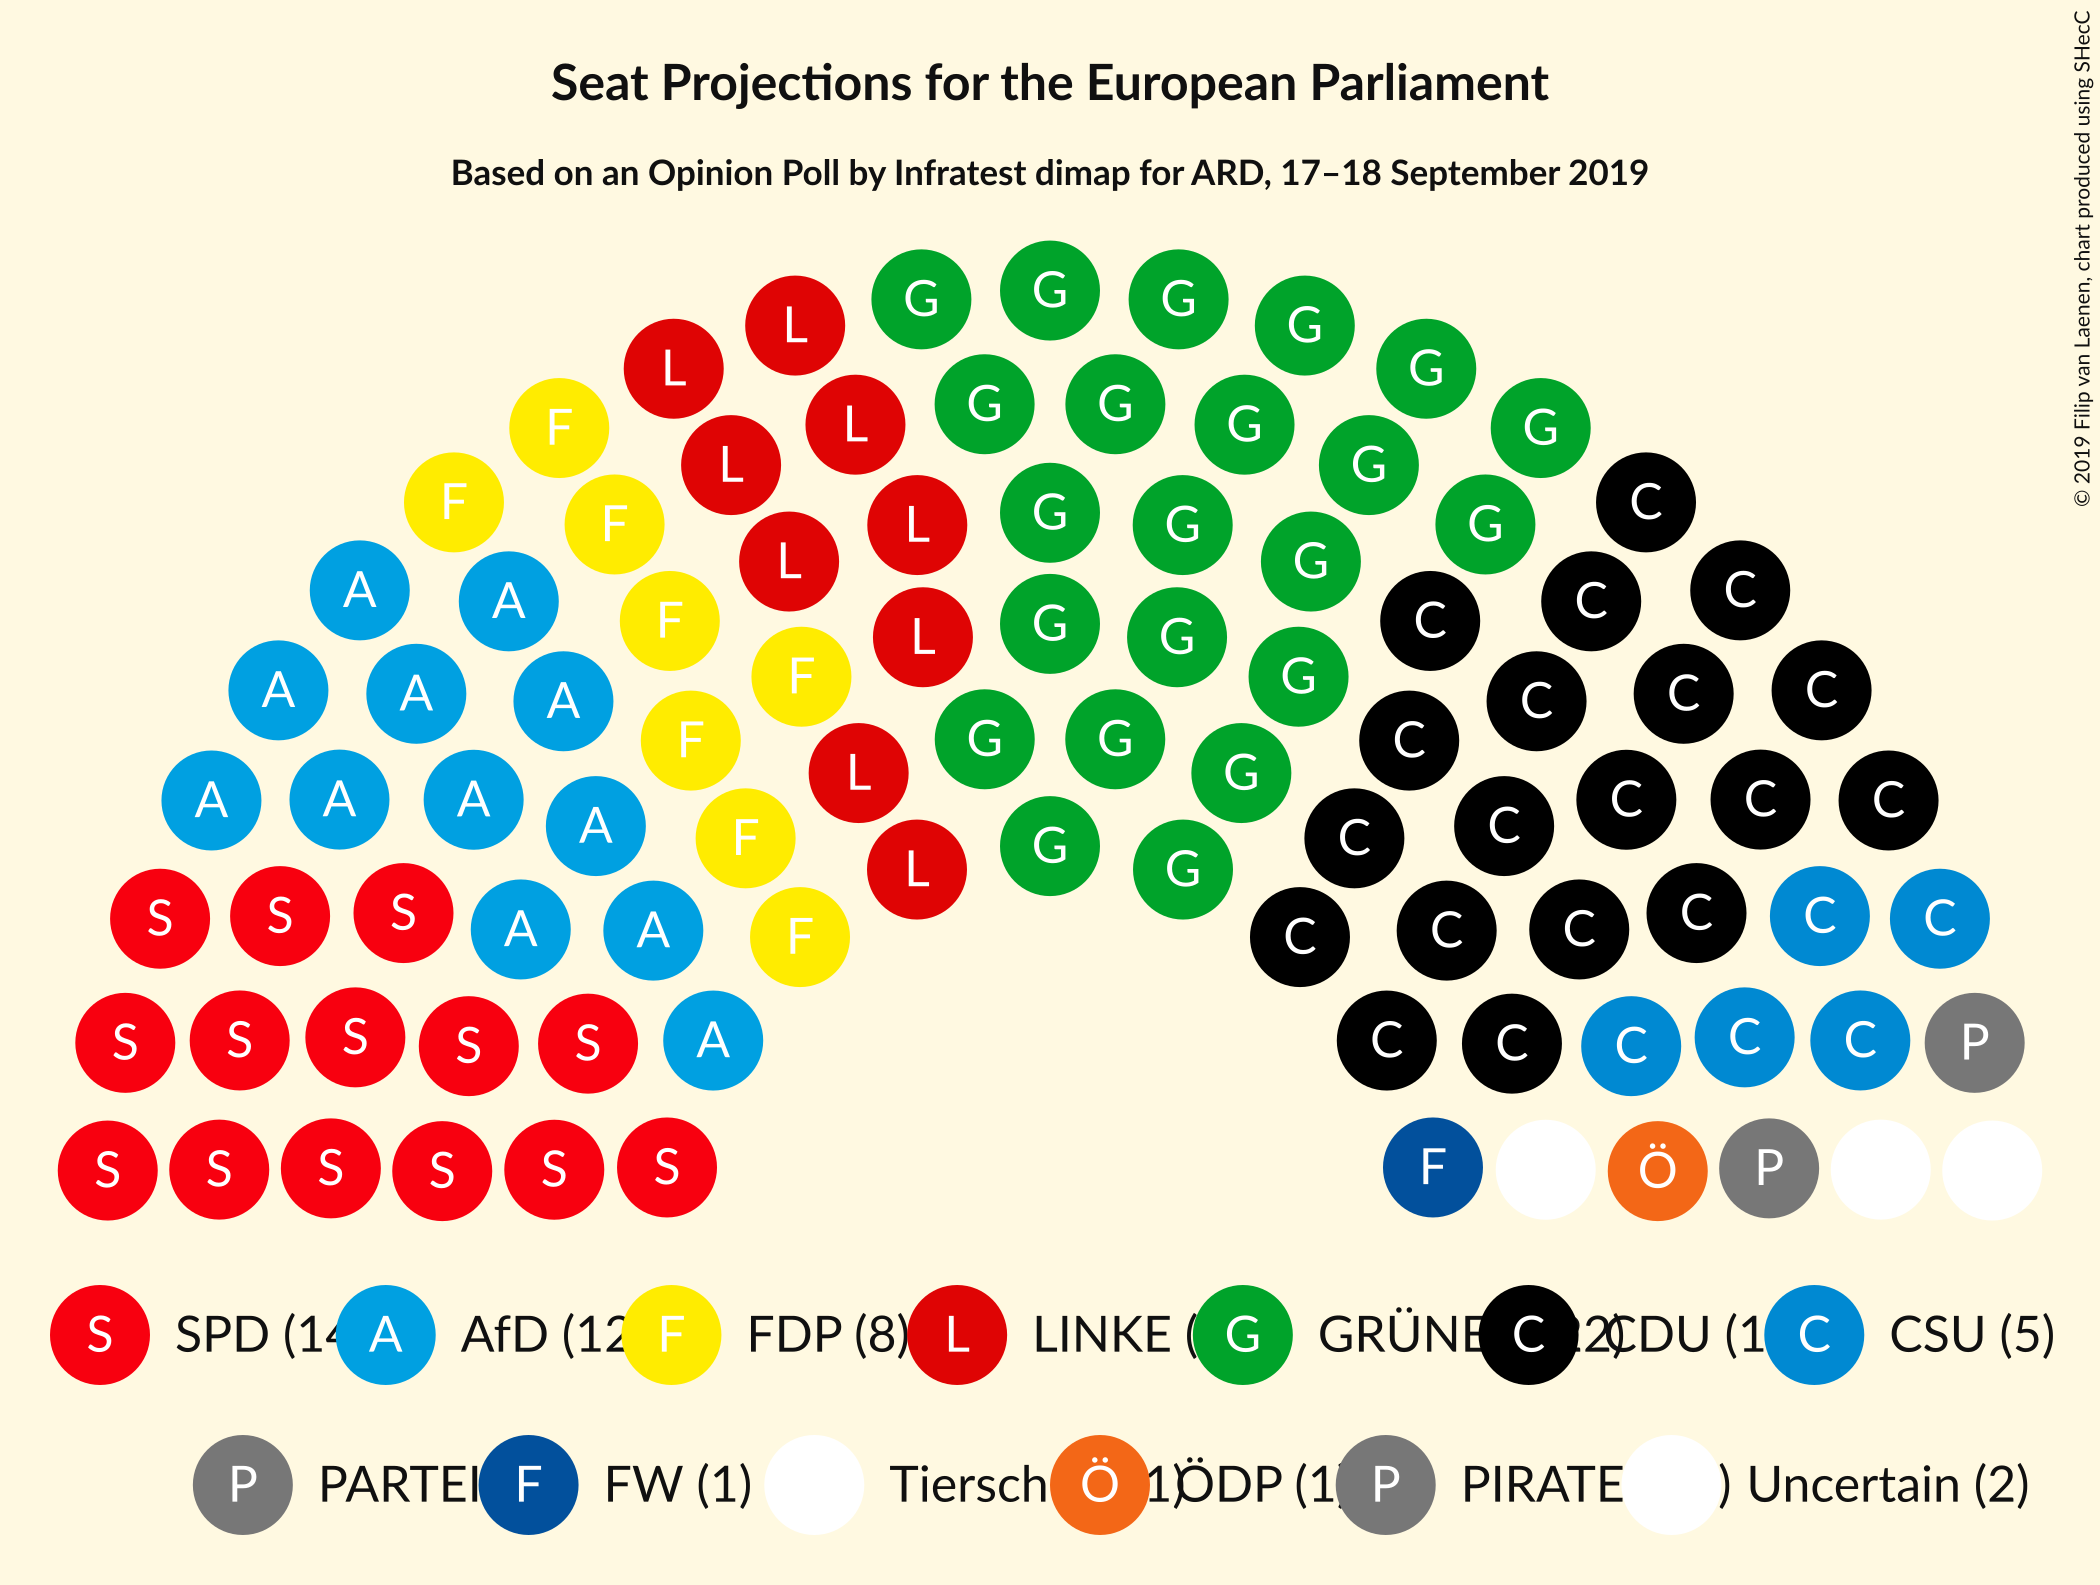 Seat Projections for the European Parliament
Based on an Opinion Poll by Infratest dimap for ARD, 17–18 September 2019
© 2019 Filip van Laenen, chart produced using SHecC
L G G G G
L G
F L G G G G
L G
F F L G G G C
A A L G C C
F L G G C
A A A F G C C C
F G G C
A A A L G C C C
A F G C C
L G
S S S A A F C C C C C C
S S S S S A C C C C C P
S S S S S S F Ö P
S SPD (14 A AfD (12 F FDP (8) L LINKE ( G GRÜNE C 22) CDU (1 C CSU (5)
P PARTEI F FW (1) Tiersch Ö 1) ÖDP (1) P PIRATE ) Uncertain (2)